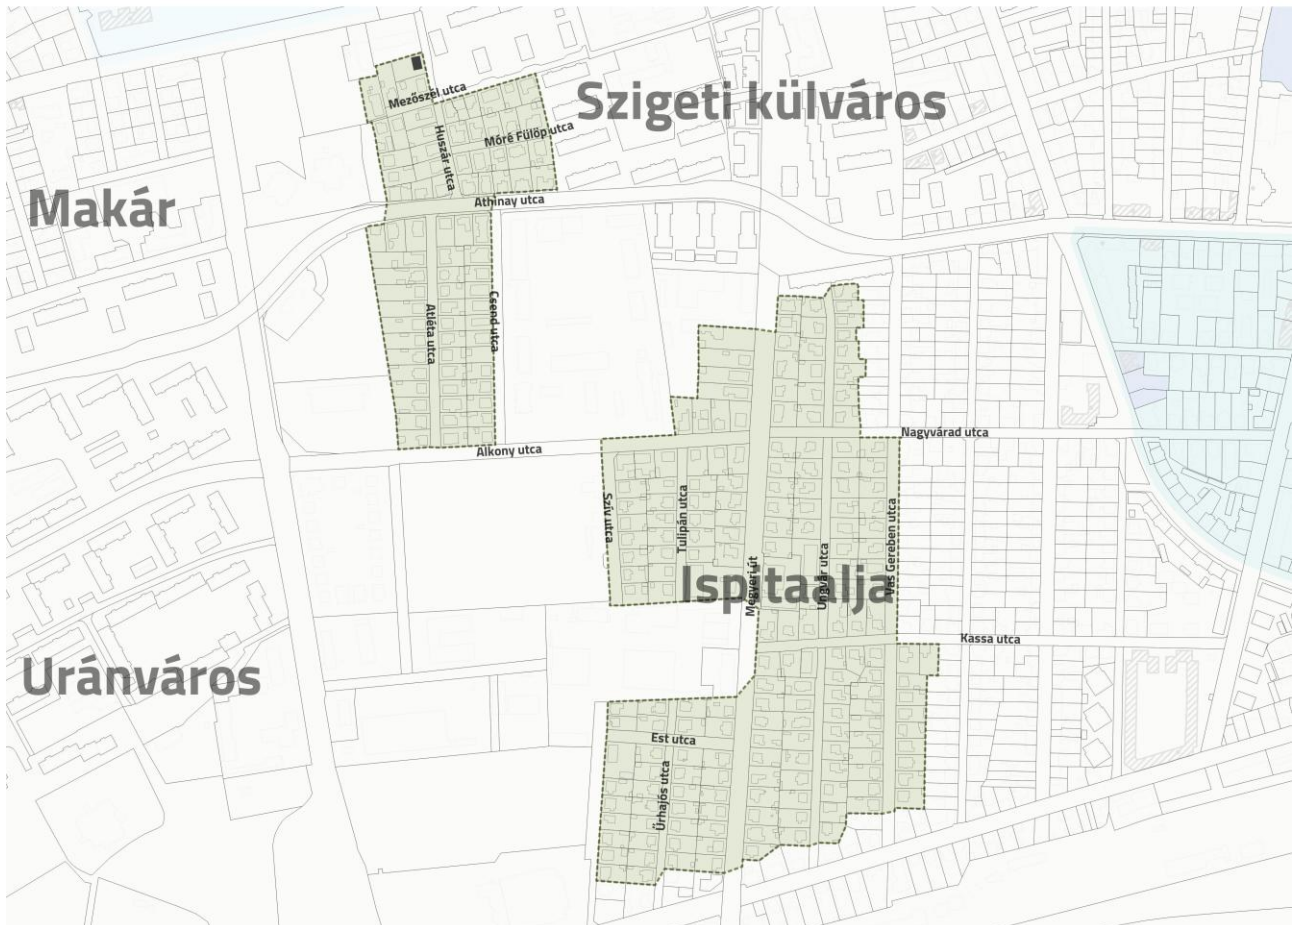 Mezőszél utca
Szigeti külváros
Móré Fülöp utca
Huszár utca
Makár
Athinay utca
Atléta utca
Csend utca
Nagyvárad utca
Alkony utca
Szív utca
Tulipán utca
Megyeri út
Ispitaalja
Ungvár utca
Vas Gereben utca
Kassa utca
Uránváros
Est utca
Űrhajós utca